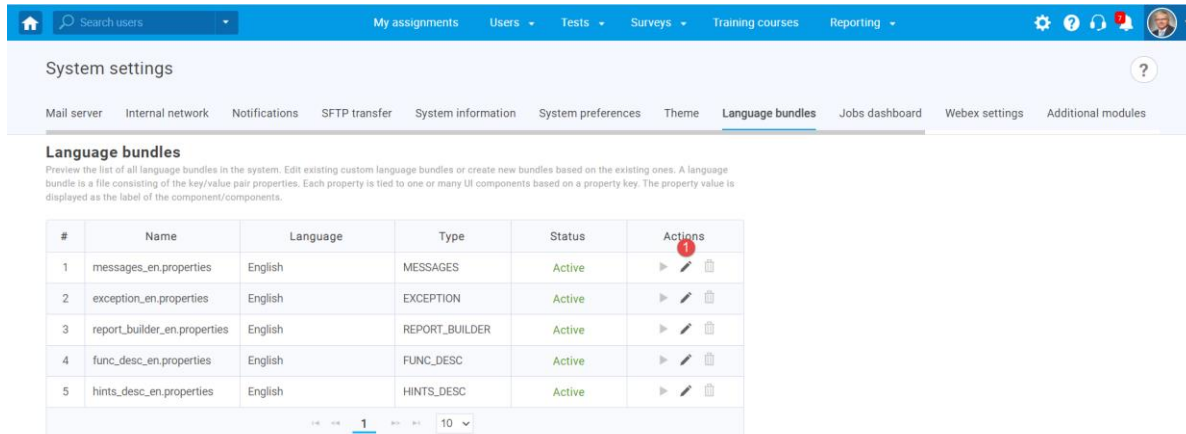 Search users My assignments Users Tests Surveys Training courses Reporting 7
System settings ?
Mail server Internal network Notifications SFTP transfer System information System preferences Theme Language bundles Jobs dashboard Webex settings Additional modules
Language bundles
Preview the list of all language bundles in the system. Edit existing custom language bundles or create new bundles based on the existing ones. A language
bundle is a file consisting of the key/value pair properties. Each property is tied to one or many UI components based on a property key. The property value is
displayed as the label of the component/components.
# Name Language Type Status Actions
1
1 messages_en.properties English MESSAGES Active
2 exception_en.properties English EXCEPTION Active
3 report_builder_en.properties English REPORT_BUILDER Active
4 func_desc_en.properties English FUNC_DESC Active
5 hints_desc_en.properties English HINTS_DESC Active
1 10